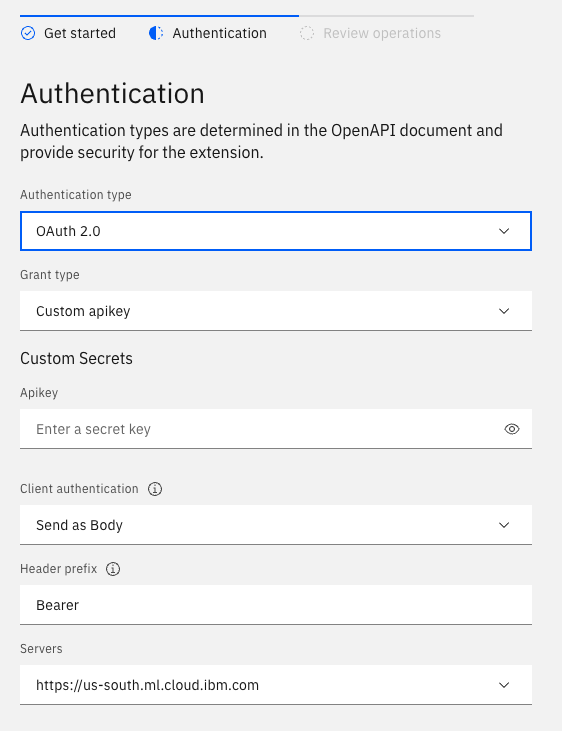 Get started
Authentication
Review operations
Authentication
Authentication types are determined in the OpenAPI document and
provide security for the extension.
Authentication type
OAuth 2.0
Grant type
Custom apikey
Custom Secrets
Apikey
Enter a secret key
Client authentication
Send as Body
Header prefix
Bearer
Servers
https://us-south.ml.cloud.ibm.com